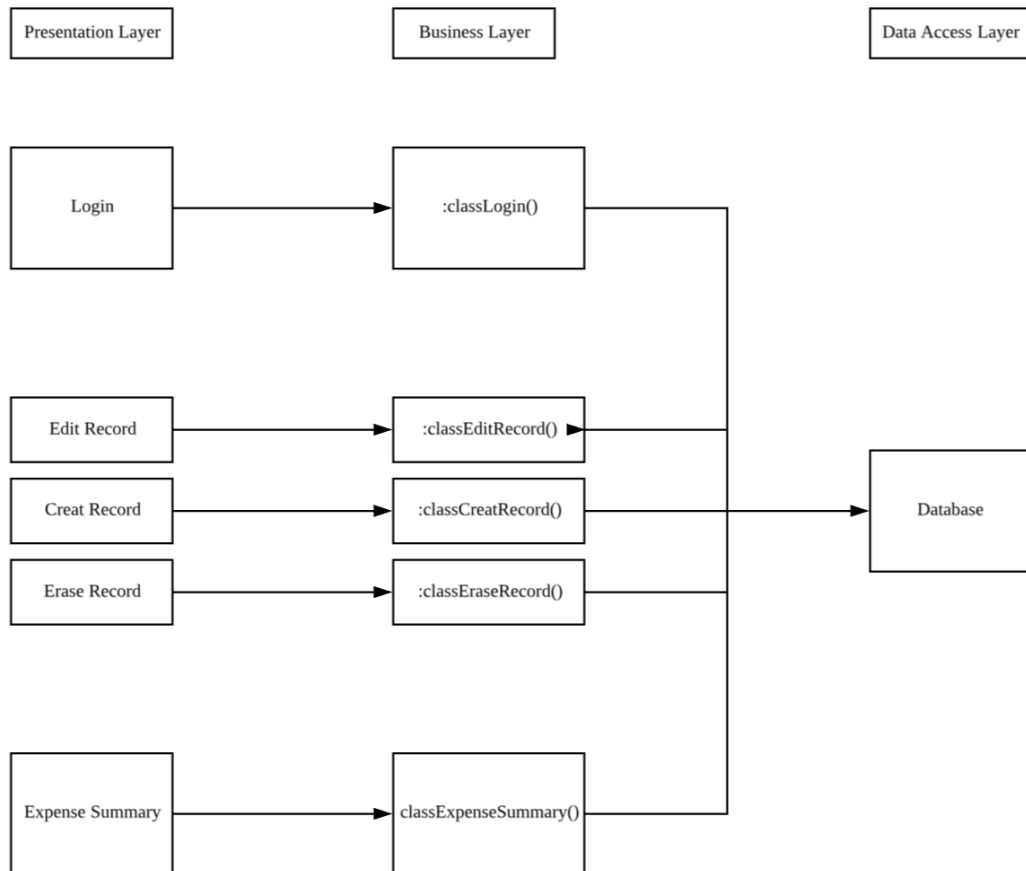 Presentation Layer
Business Layer
Data Access Layer
Login
:classLogin()
Edit Record
:classEditRecord()
Creat Record
:classCreatRecord()
Database
Erase Record
:classEraseRecord()
Expense Summary
classExpenseSummary()